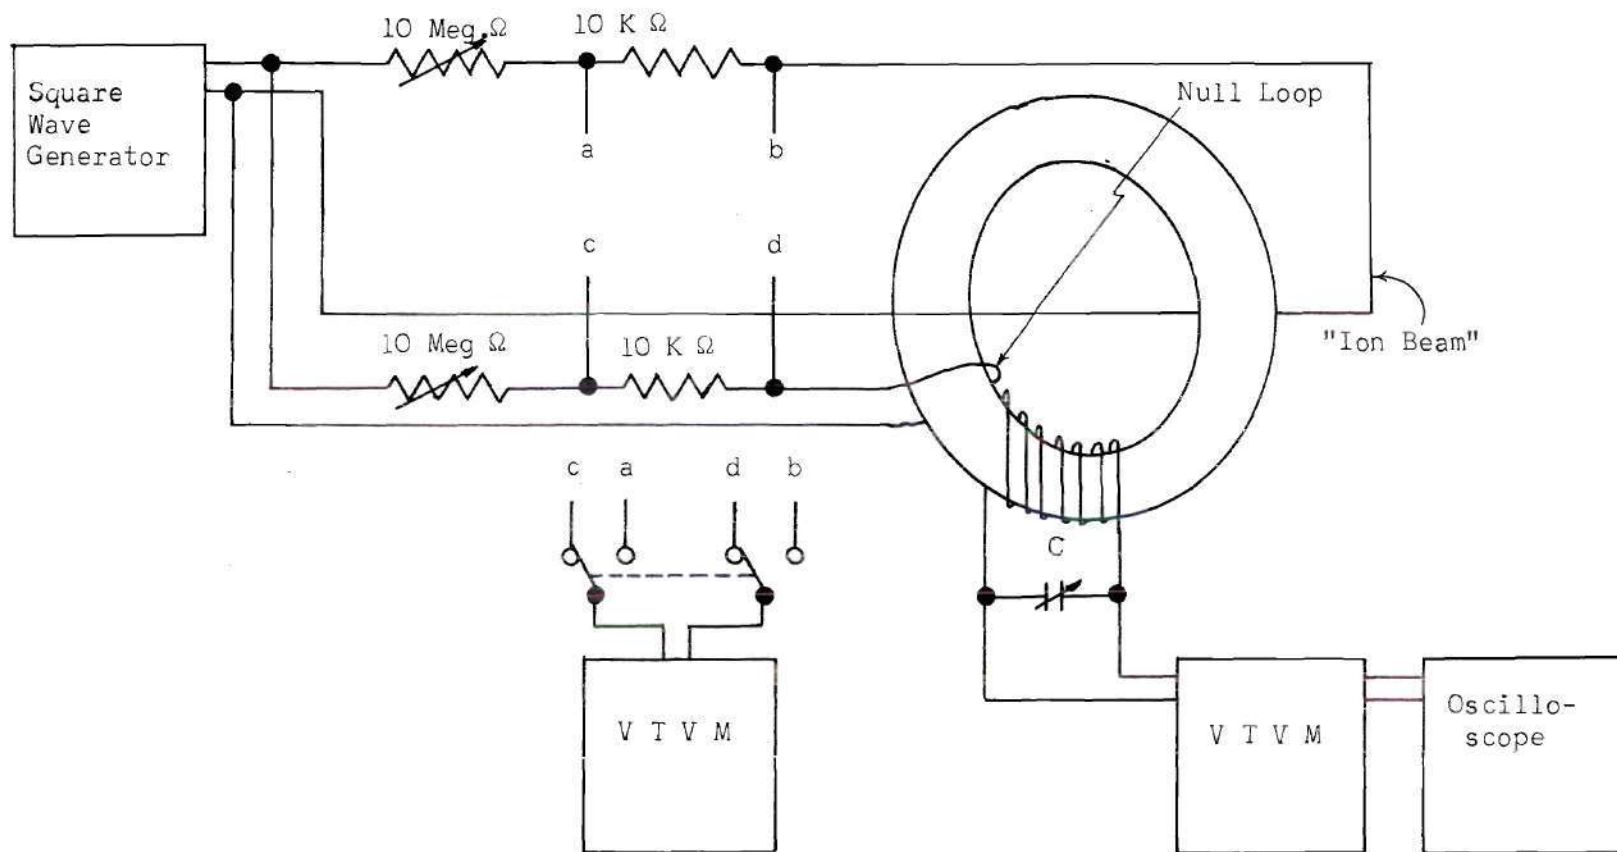 10 Meg.Ω
10 K Ω
Square
Wave
Generator
Null Loop
a
b
c
d
10 Meg Ω
10 K Ω
"Ion Beam"
c a d b
C
V T V M
V T V M
Oscillo-
scope